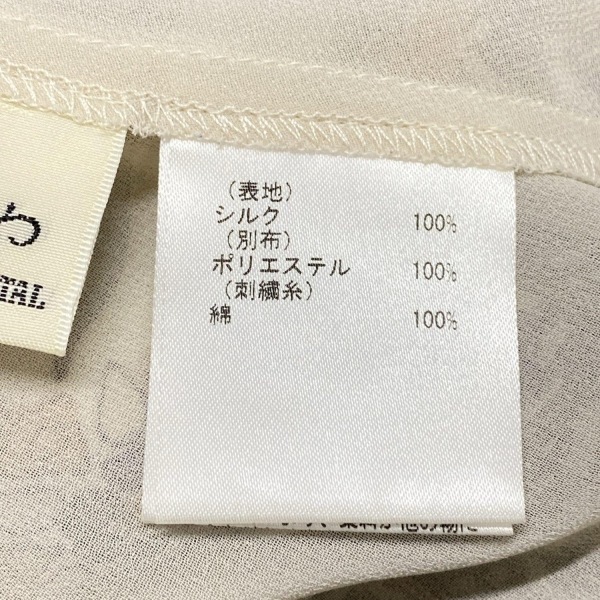 （表地）
シルク 100%
（別布）
ポリエステル 100%
（刺繍糸）
綿 100%